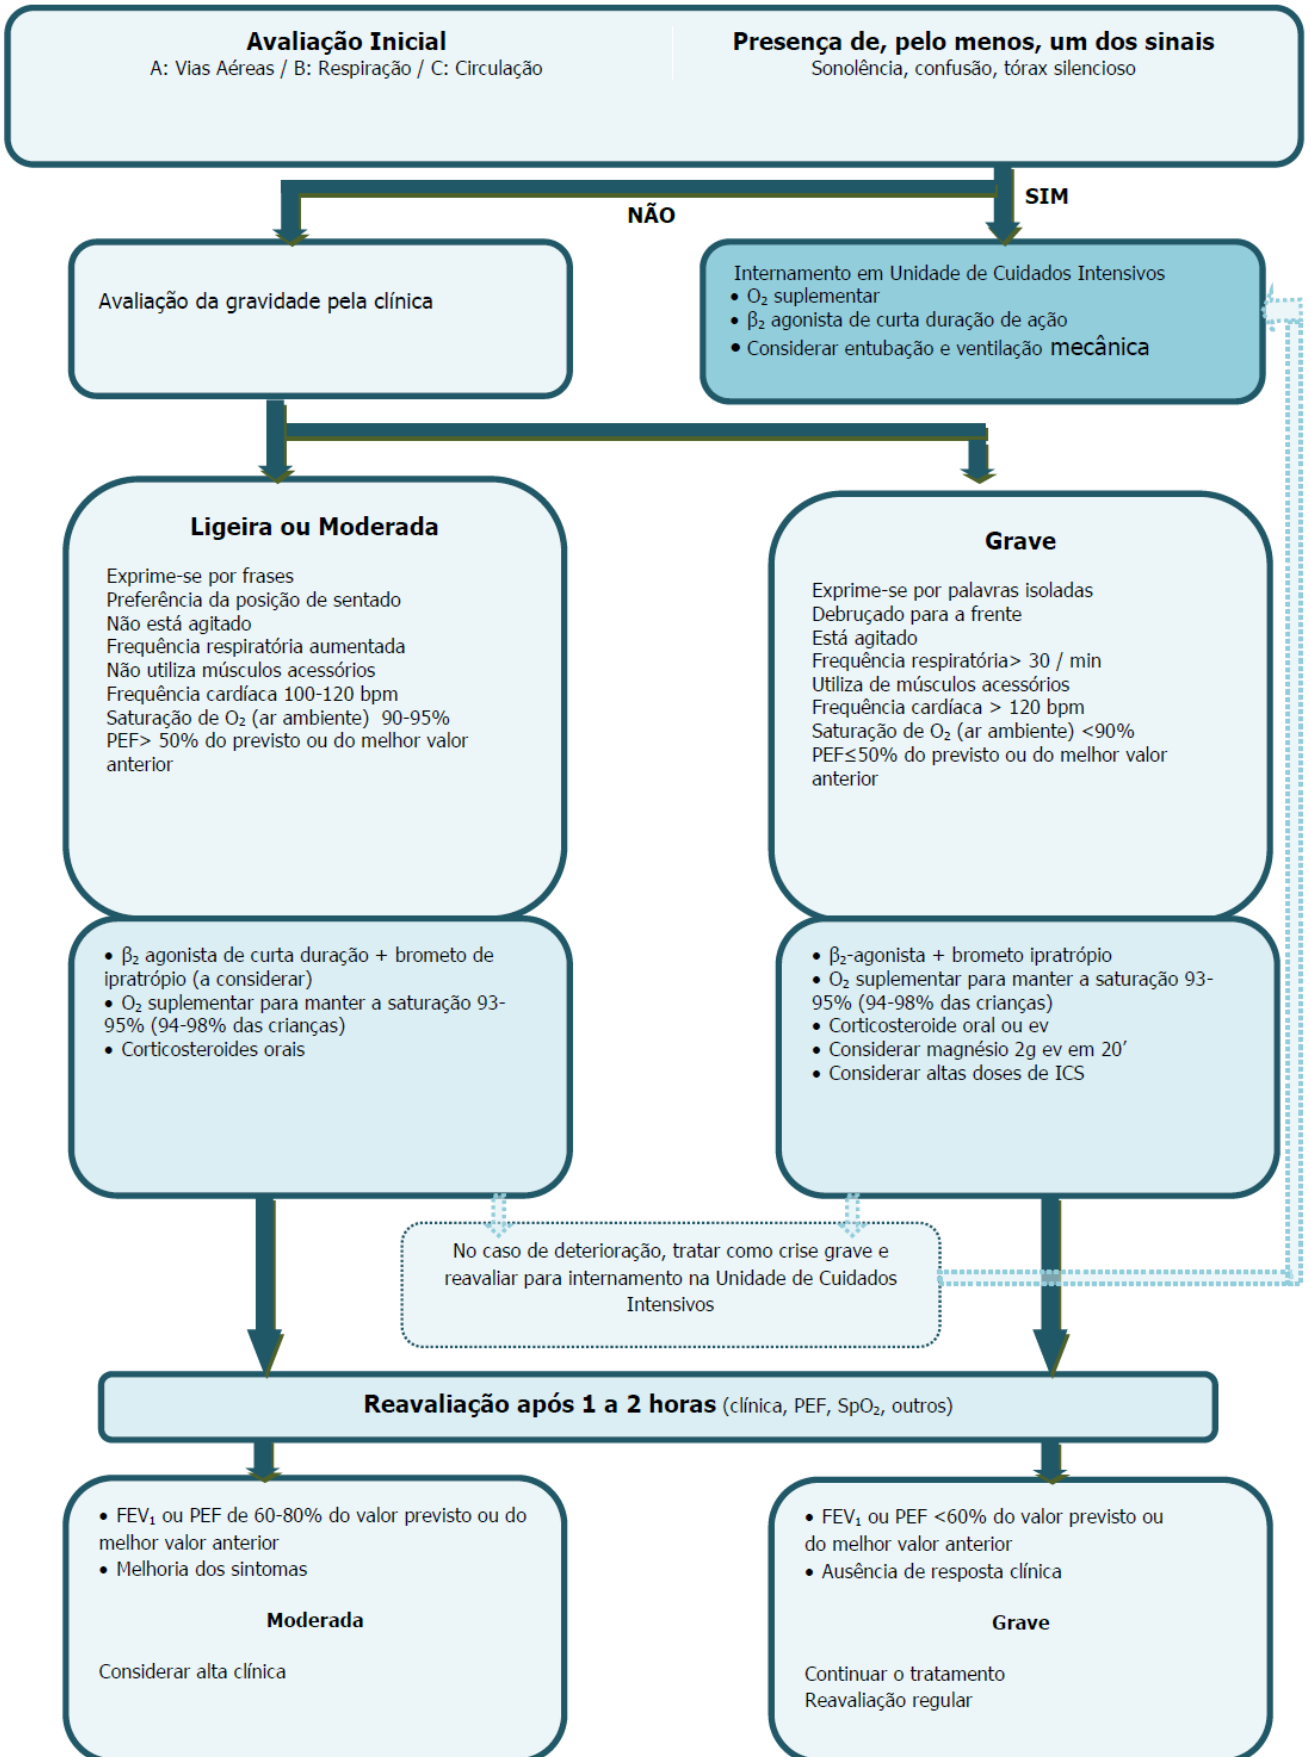 Avaliação Inicial
A: Vias Aéreas / B: Respiração / C: Circulação
Presença de, pelo menos, um dos sinais
Sonolência, confusão, tórax silencioso
NÃO
SIM
Avaliação da gravidade pela clínica
Internamento em Unidade de Cuidados Intensivos
• O₂ suplementar
• β₂ agonista de curta duração de ação
• Considerar entubação e ventilação mecânica
Ligeira ou Moderada
Exprime-se por frases
Preferência da posição de sentado
Não está agitado
Frequência respiratória aumentada
Não utiliza músculos acessórios
Frequência cardíaca 100-120 bpm
Saturação de O₂ (ar ambiente) 90-95%
PEF> 50% do previsto ou do melhor valor
anterior
Grave
Exprime-se por palavras isoladas
Debruçado para a frente
Está agitado
Frequência respiratória> 30 / min
Utiliza de músculos acessórios
Frequência cardíaca > 120 bpm
Saturação de O₂ (ar ambiente) <90%
PEF≤50% do previsto ou do melhor valor
anterior
• β₂ agonista de curta duração + brometo de
ipratrópio (a considerar)
• O₂ suplementar para manter a saturação 93-
95% (94-98% das crianças)
• Corticosteroides orais
• β₂-agonista + brometo ipratrópio
• O₂ suplementar para manter a saturação 93-
95% (94-98% das crianças)
• Corticosteroide oral ou ev
• Considerar magnésio 2g ev em 20’
• Considerar altas doses de ICS
No caso de deterioração, tratar como crise grave e
reavaliar para internamento na Unidade de Cuidados
Intensivos
Reavaliação após 1 a 2 horas (clínica, PEF, SpO₂, outros)
• FEV₁ ou PEF de 60-80% do valor previsto ou do
melhor valor anterior
• Melhoria dos sintomas
Moderada
Considerar alta clínica
• FEV₁ ou PEF <60% do valor previsto ou
do melhor valor anterior
• Ausência de resposta clínica
Grave
Continuar o tratamento
Reavaliação regular